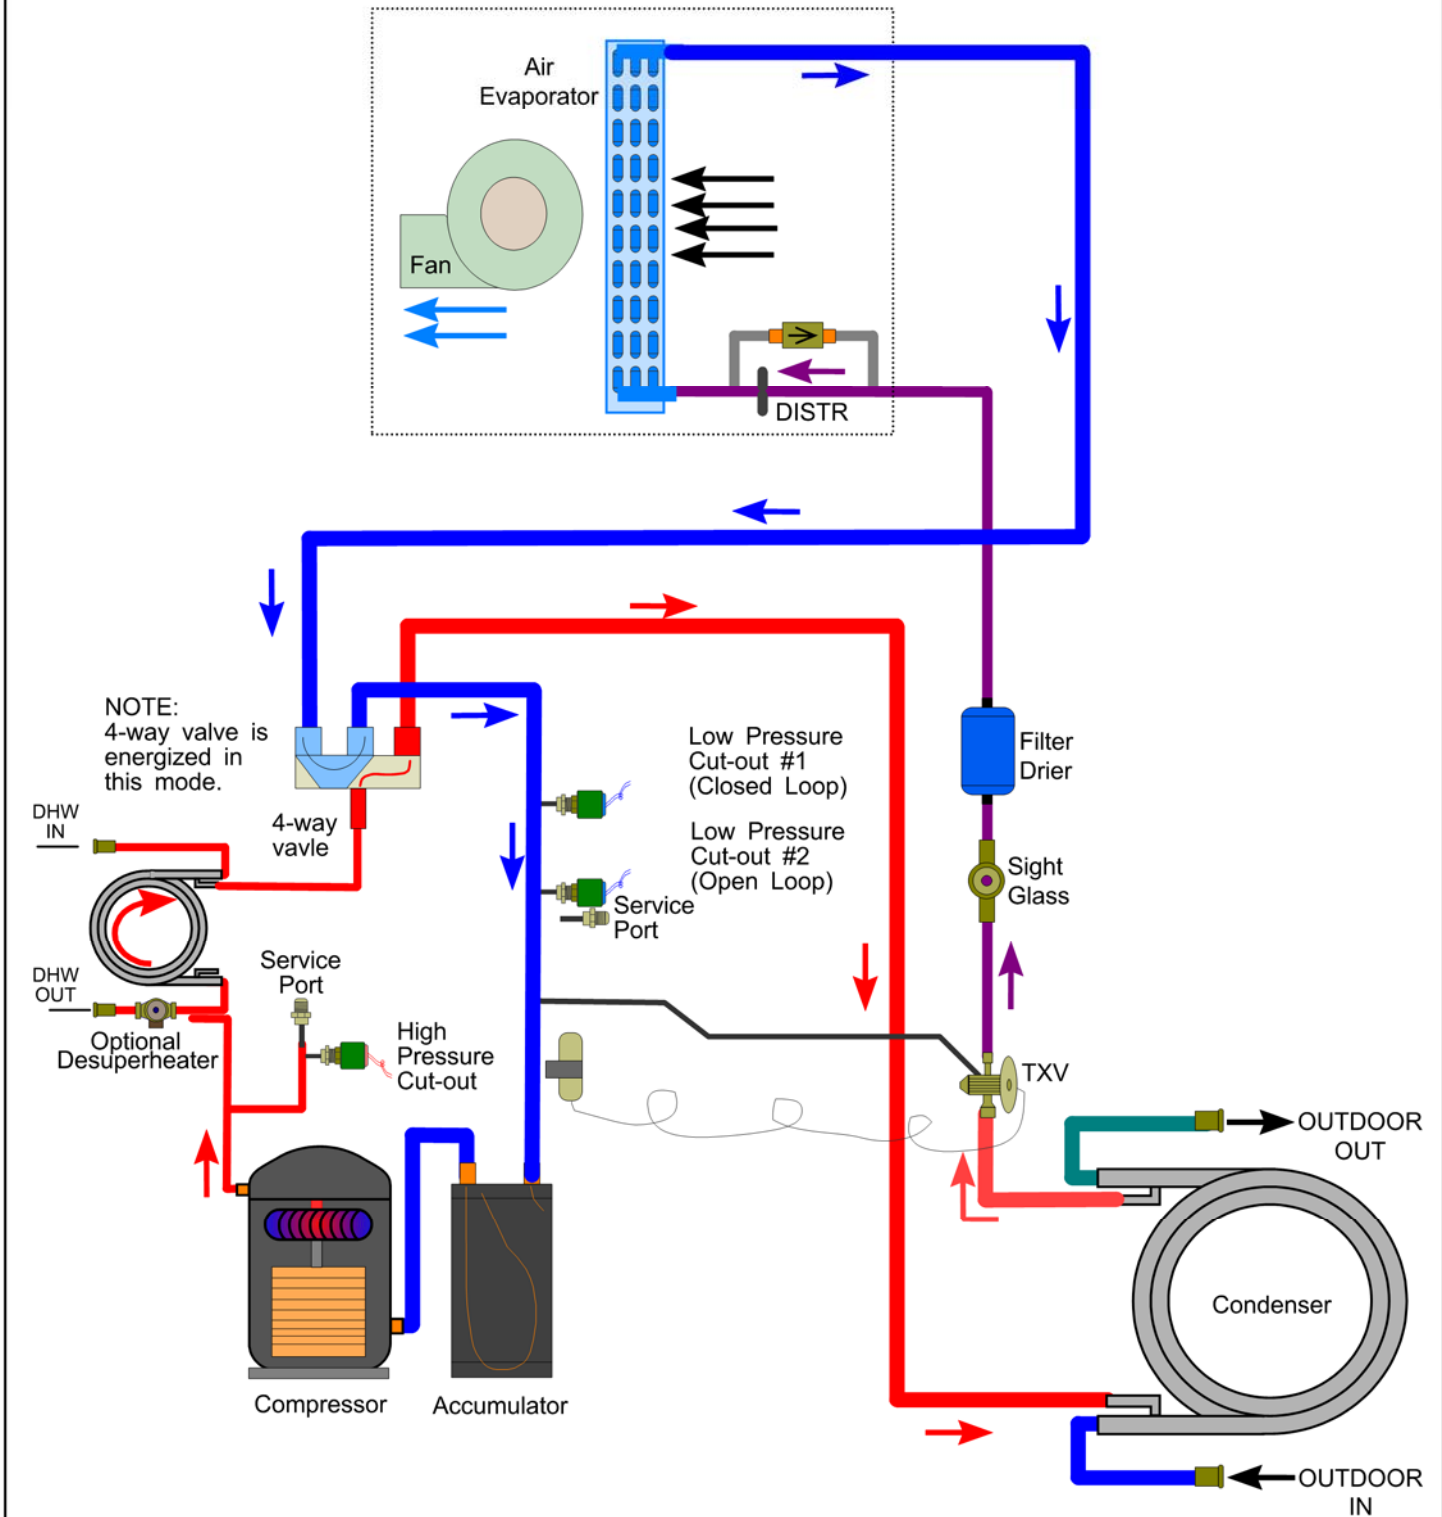 Air
Evaporator
Fan
DISTR
NOTE:
4-way valve is
energized in
this mode.
4-way
vavle
Low Pressure
Cut-out #1
(Closed Loop)
Low Pressure
Cut-out #2
(Open Loop)
Service
Port
Filter
Drier
Sight
Glass
DHW
IN
DHW
OUT
Optional
Desuperheater
Service
Port
High
Pressure
Cut-out
TXV
OUTDOOR
OUT
Condenser
Compressor
Accumulator
OUTDOOR
IN